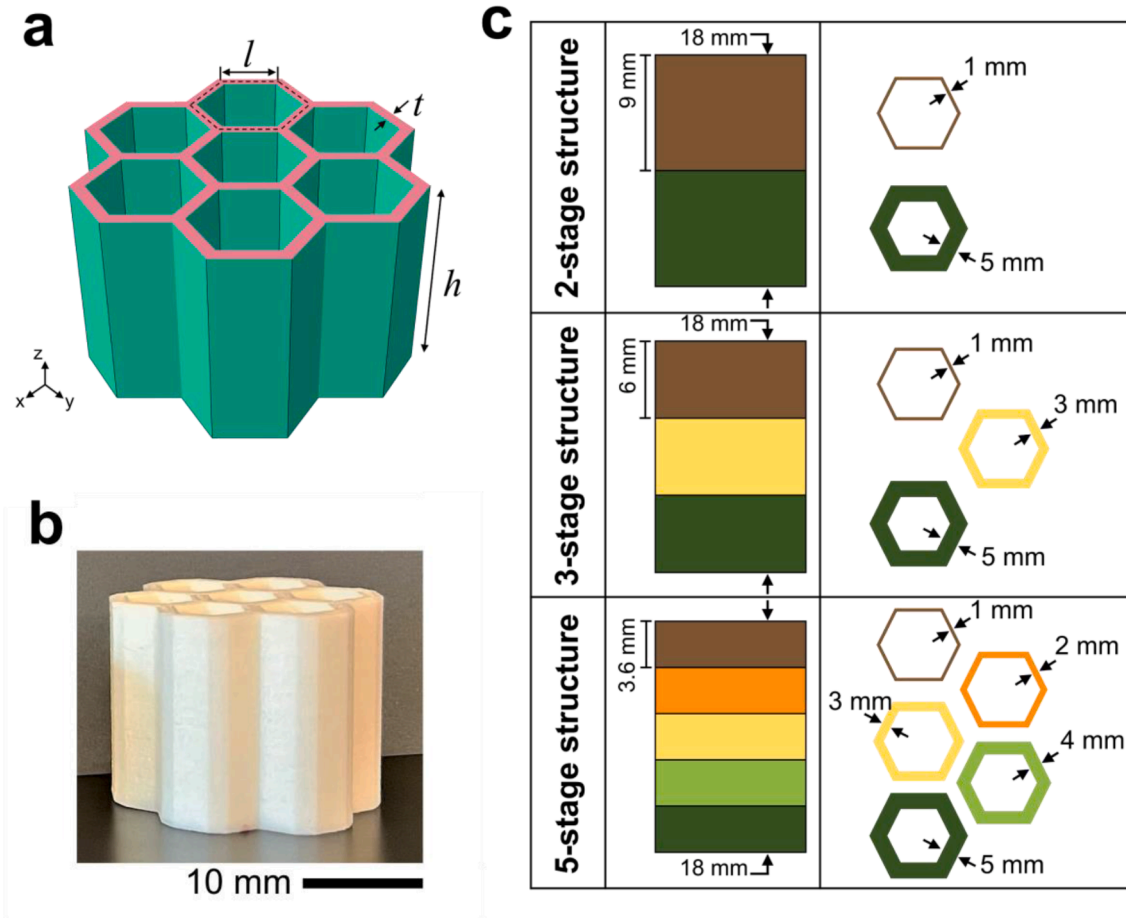 a
l
t
h
z
x
y
b
10 mm
c
2-stage structure
18 mm
9 mm
1 mm
5 mm
3-stage structure
18 mm
6 mm
1 mm
3 mm
5 mm
5-stage structure
3.6 mm
18 mm
1 mm
2 mm
3 mm
4 mm
5 mm